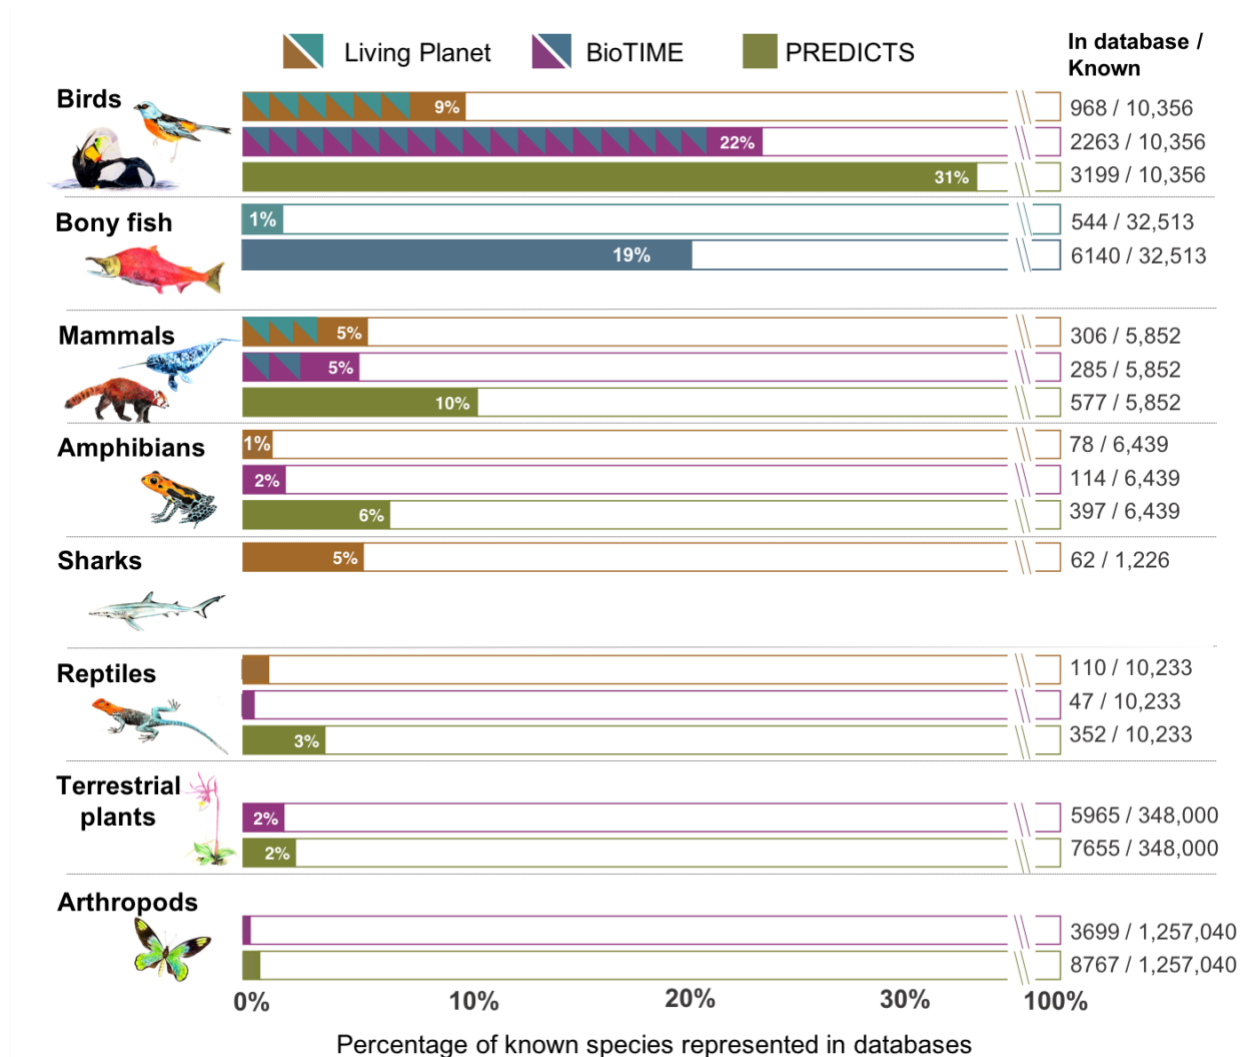 Living Planet BioTIME PREDICTS
In database /
Known
Birds
9% 968 / 10,356
22% 2263 / 10,356
31% 3199 / 10,356
Bony fish
1% 544 / 32,513
19% 6140 / 32,513
Mammals
5% 306 / 5,852
5% 285 / 5,852
10% 577 / 5,852
Amphibians
1% 78 / 6,439
2% 114 / 6,439
6% 397 / 6,439
Sharks
5% 62 / 1,226
Reptiles
110 / 10,233
47 / 10,233
3% 352 / 10,233
Terrestrial
plants
2% 5965 / 348,000
2% 7655 / 348,000
Arthropods
3699 / 1,257,040
8767 / 1,257,040
0% 10% 20% 30% 100%
Percentage of known species represented in databases